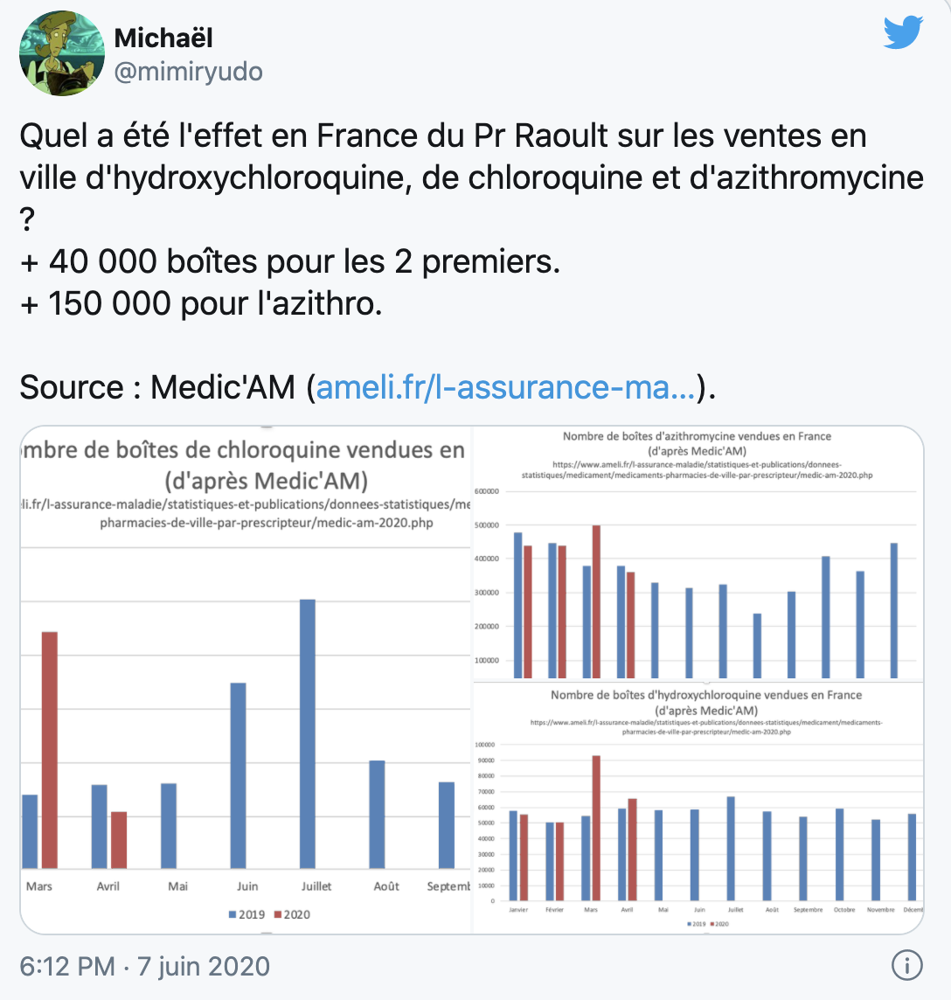 Michaël
@mimiryudo
Quel a été l'effet en France du Pr Raoult sur les ventes en
ville d'hydroxychloroquine, de chloroquine et d'azithromycine
?
+ 40 000 boîtes pour les 2 premiers.
+ 150 000 pour l'azithro.
Source : Medic'AM (ameli.fr/l-assurance-ma...).
mbre de boîtes de chloroquine vendues en
(d'après Medic'AM)
li.fr/l-assurance-maladie/statistiques-et-publications/donnees-statistiques/me
pharmacies-de-ville-par-prescripteur/medic-am-2020.php
Mars Avril Mai Juin Juillet Août Septemb
2019 2020
Nombre de boîtes d'azithromycine vendues en France
(d'après Medic'AM)
https://www.ameli.fr/l-assurance-maladie/statistiques-et-publications/donnees-
statistiques/medicament/medicaments-pharmacies-de-ville-par-prescripteur/medic-am-2020.php
600000
500000
400000
300000
200000
100000
Nombre de boîtes d'hydroxychloroquine vendues en France
(d'après Medic'AM)
https://www.ameli.fr/l-assurance-maladie/statistiques-et-publications/donnees-statistiques/medicament/medicaments-
pharmacies-de-ville-par-prescripteur/medic-am-2020.php
100000
90000
80000
70000
60000
50000
40000
30000
20000
10000
0
Janvier Février Mars Avril Mai Juin Juillet Août Septembre Octobre Novembre Décem
2019 2020
6:12 PM · 7 juin 2020